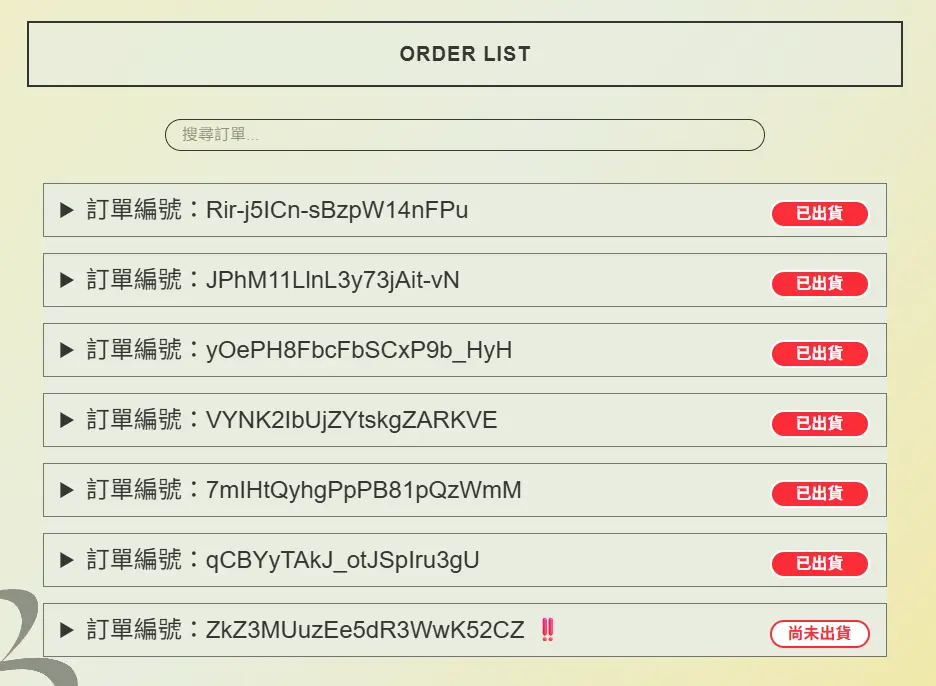 ORDER LIST
搜尋訂單...
▶ 訂單編號：Rir-j5ICn-sBzpW14nFPu 已出貨
▶ 訂單編號：JPhM11LlnL3y73jAit-vN 已出貨
▶ 訂單編號：yOePH8FbcFbSCxP9b_HyH 已出貨
▶ 訂單編號：VYNK2IbUjZYtskgZARKVE 已出貨
▶ 訂單編號：7mIHtQyhgPpPB81pQzWmM 已出貨
▶ 訂單編號：qCBYyTAkJ_otJSpIru3gU 已出貨
▶ 訂單編號：ZkZ3MUuzEe5dR3WwK52CZ ‼️ 尚未出貨